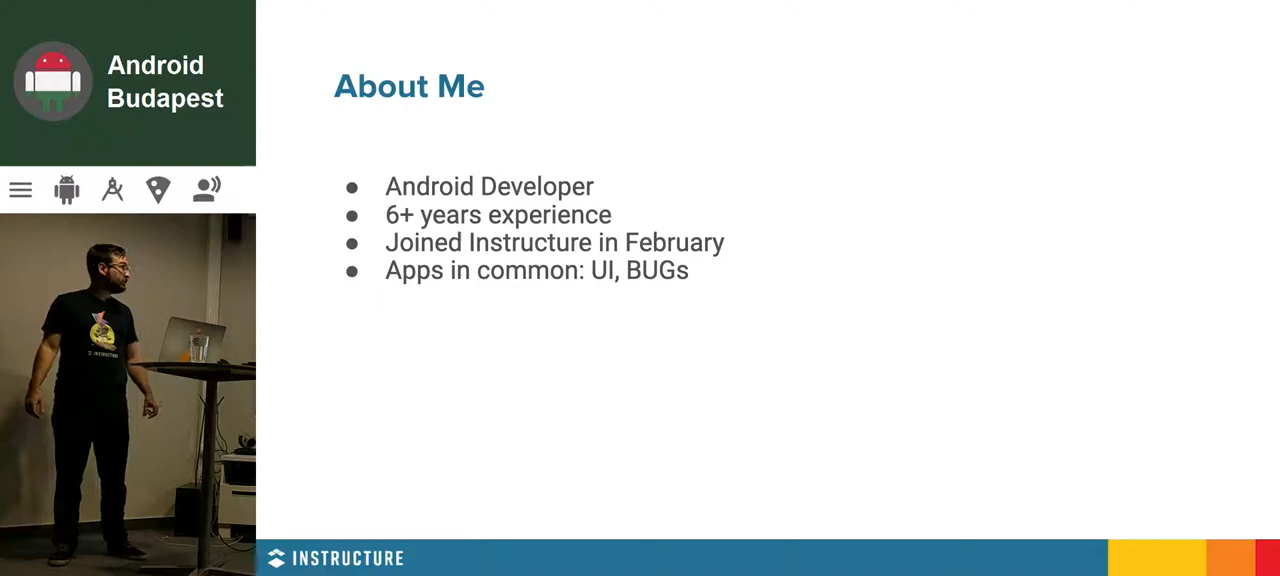 Android
Budapest
About Me
● Android Developer
● 6+ years experience
● Joined Instructure in February
● Apps in common: UI, BUGs
INSTRUCTURE
INSTRUCTURE